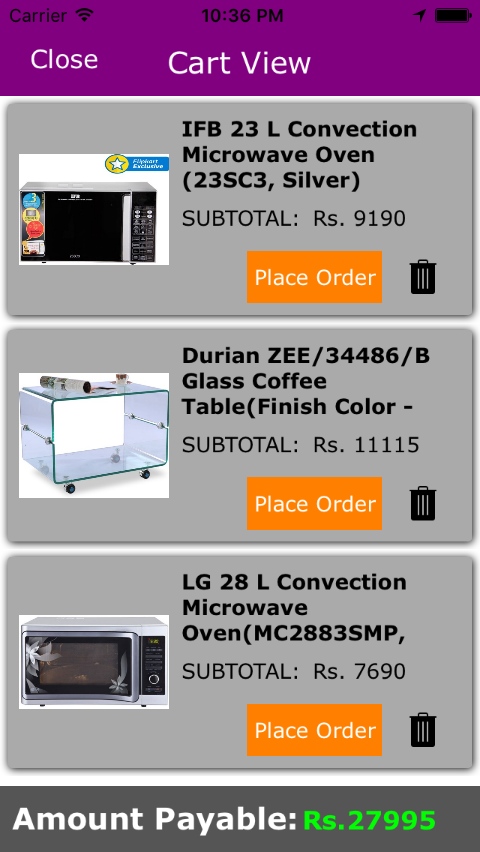 Carrier 10:36 PM
Close Cart View
Flipkart
Exclusive
IFB 23 L Convection
Microwave Oven
(23SC3, Silver)
SUBTOTAL: Rs. 9190
Place Order
Durian ZEE/34486/B
Glass Coffee
Table(Finish Color -
SUBTOTAL: Rs. 11115
Place Order
LG 28 L Convection
Microwave
Oven(MC2883SMP,
SUBTOTAL: Rs. 7690
Place Order
Amount Payable: Rs.27995